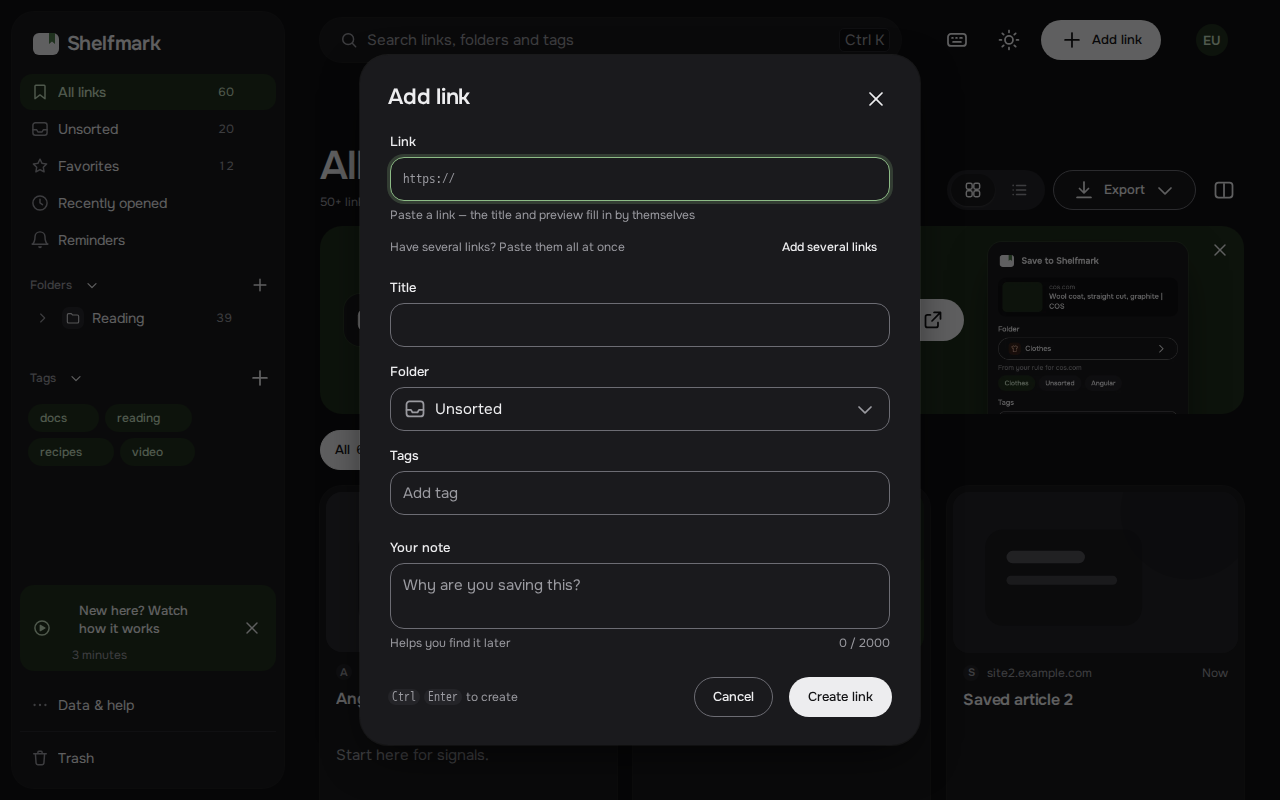 Shelfmark
All links 60
Unsorted 20
Favorites 12
Recently opened
Reminders
Folders
Reading 39
Tags
docs reading
recipes video
New here? Watch
how it works
3 minutes
Data & help
Trash
Search links, folders and tags Ctrl K
Add link
EU
50+
Export
Save to Shelfmark
cos.com
Wool coat, straight cut, graphite |
COS
Folder
Clothes
From your rule for cos.com
Clothes Unsorted Angular
Tags
All
A
Start here for signals.
S site2.example.com Now
Saved article 2
Add link
Link
https://
Paste a link — the title and preview fill in by themselves
Have several links? Paste them all at once Add several links
Title
Folder
Unsorted
Tags
Add tag
Your note
Why are you saving this?
Helps you find it later 0 / 2000
Ctrl Enter to create Cancel Create link